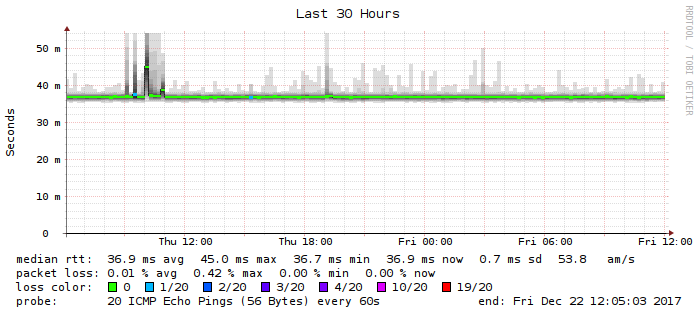 Last 30 Hours
RRDTOOL / TOBI OETIKER
Seconds
50 m
40 m
30 m
20 m
10 m
0
Thu 12:00 Thu 18:00 Fri 00:00 Fri 06:00 Fri 12:00
median rtt: 36.9 ms avg 45.0 ms max 36.7 ms min 36.9 ms now 0.7 ms sd 53.8 am/s
packet loss: 0.01 % avg 0.42 % max 0.00 % min 0.00 % now
loss color: 0 1/20 2/20 3/20 4/20 10/20 19/20
probe: 20 ICMP Echo Pings (56 Bytes) every 60s end: Fri Dec 22 12:05:03 2017